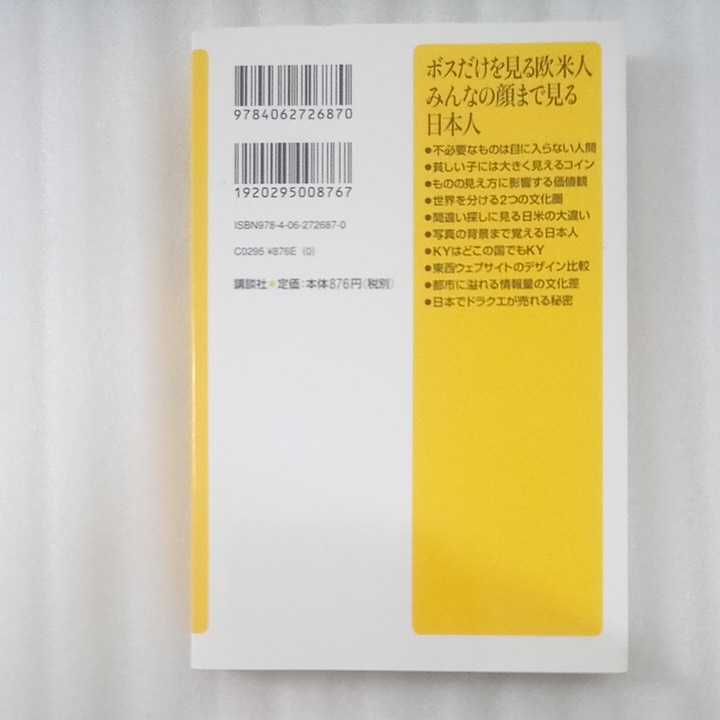 9784062726870
1920295008767
ISBN978-4-06-272687-0
C0295 ¥876E (0)
講談社●定価：本体876円（税別）
ボスだけを見る欧米人
みんなの顔まで見る
日本人
●不必要なものは目に入らない人間
●貧しい子には大きく見えるコイン
●ものの見え方に影響する価値観
●世界を分ける2つの文化圏
●間違い探しに見る日米の大違い
●写真の背景まで覚える日本人
●KYはどこの国でもKY
●東西ウェブサイトのデザイン比較
●都市に溢れる情報量の文化差
●日本でドラクエが売れる秘密